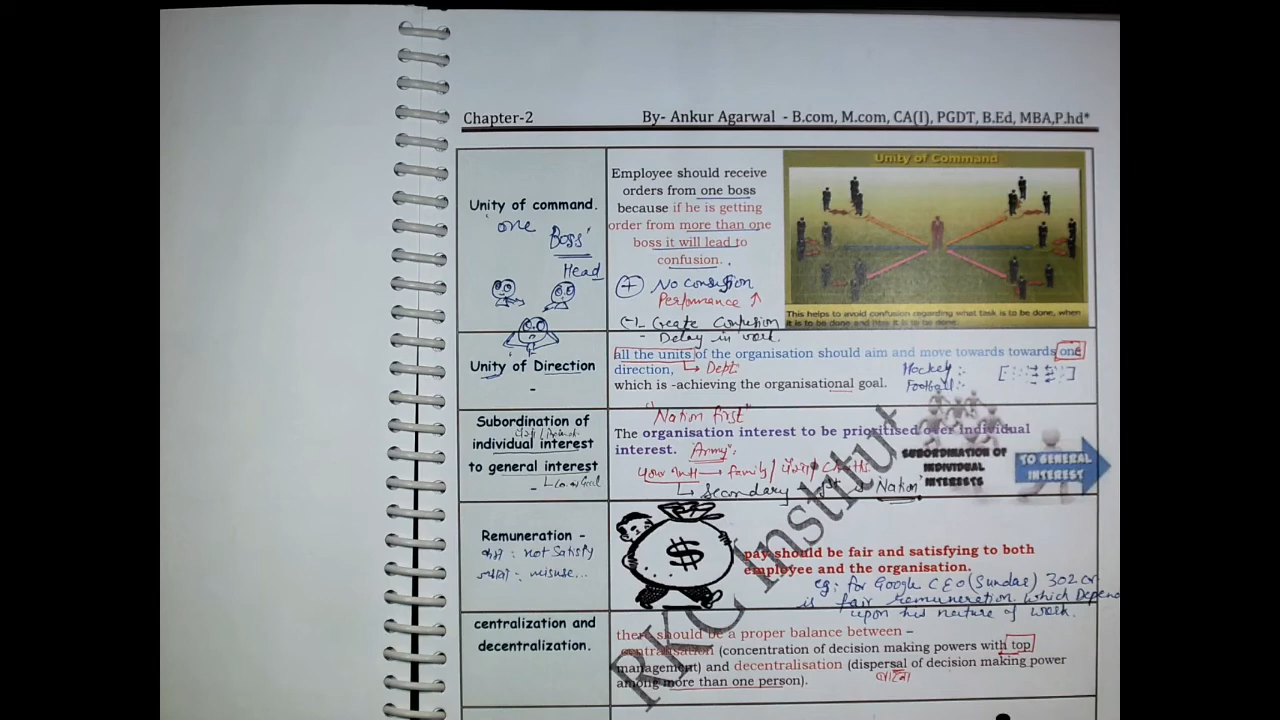 Chapter-2
By- Ankur Agarwal - B.com, M.com, CA(I), PGDT, B.Ed, MBA,P.hd*
Unity of command.
one
Boss
Head
Employee should receive
orders from one boss
because if he is getting
order from more than one
boss it will lead to
confusion.
No confusion
Performance ↑
(-)- Create Confusion
- Delay in work.
Unity of Command
This helps to avoid confusion regarding what task is to be done, when
it is to be done and how it is to be done.
Unity of Direction
-
all the units of the organisation should aim and move towards towards one
direction, ↳ Dept.
which is -achieving the organisational goal.
Hockey :-
Football :-
Subordination of
individual interest
to general interest
-
"Nation first"
The organisation interest to be prioitised over individual
interest. Army":
→ family/
↳ Secondary is Nation
SUBORDINATION OF
INDIVIDUAL
INTERESTS
TO GENERAL
INTEREST
Remuneration -
: not Satisfy
: misuse...
$
pay should be fair and satisfying to both
employee and the organisation.
eg: for Google CEO (Sundae) 302 cr
is fair remuneration which Depend
upon his nature of work.
centralization and
decentralization.
there should be a proper balance between –
centralisation (concentration of decision making powers with top
management) and decentralisation (dispersal of decision making power
among more than one person).
RKC Institut